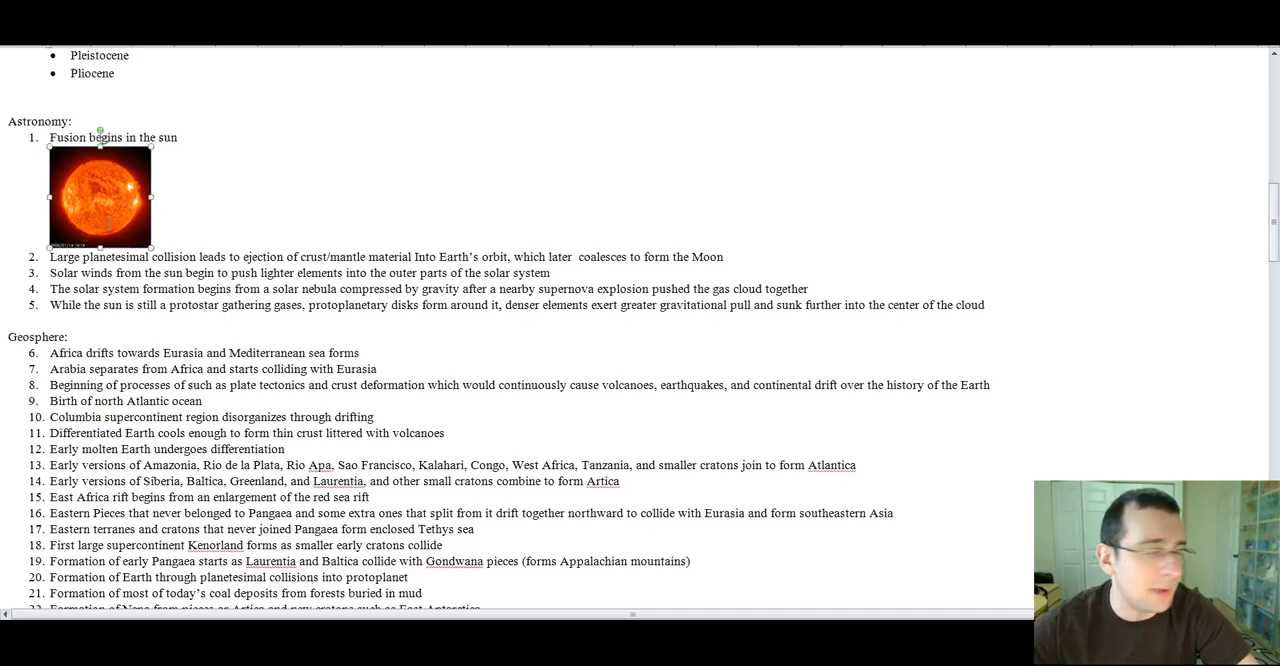 Pleistocene
Pliocene
Astronomy:
1. Fusion begins in the sun
2. Large planetesimal collision leads to ejection of crust/mantle material Into Earth’s orbit, which later coalesces to form the Moon
3. Solar winds from the sun begin to push lighter elements into the outer parts of the solar system
4. The solar system formation begins from a solar nebula compressed by gravity after a nearby supernova explosion pushed the gas cloud together
5. While the sun is still a protostar gathering gases, protoplanetary disks form around it, denser elements exert greater gravitational pull and sunk further into the center of the cloud
Geosphere:
6. Africa drifts towards Eurasia and Mediterranean sea forms
7. Arabia separates from Africa and starts colliding with Eurasia
8. Beginning of processes of such as plate tectonics and crust deformation which would continuously cause volcanoes, earthquakes, and continental drift over the history of the Earth
9. Birth of north Atlantic ocean
10. Columbia supercontinent region disorganizes through drifting
11. Differentiated Earth cools enough to form thin crust littered with volcanoes
12. Early molten Earth undergoes differentiation
13. Early versions of Amazonia, Rio de la Plata, Rio Apa, Sao Francisco, Kalahari, Congo, West Africa, Tanzania, and smaller cratons join to form Atlantica
14. Early versions of Siberia, Baltica, Greenland, and Laurentia, and other small cratons combine to form Artica
15. East Africa rift begins from an enlargement of the red sea rift
16. Eastern Pieces that never belonged to Pangaea and some extra ones that split from it drift together northward to collide with Eurasia and form southeastern Asia
17. Eastern terranes and cratons that never joined Pangaea form enclosed Tethys sea
18. First large supercontinent Kenorland forms as smaller early cratons collide
19. Formation of early Pangaea starts as Laurentia and Baltica collide with Gondwana pieces (forms Appalachian mountains)
20. Formation of Earth through planetesimal collisions into protoplanet
21. Formation of most of today’s coal deposits from forests buried in mud